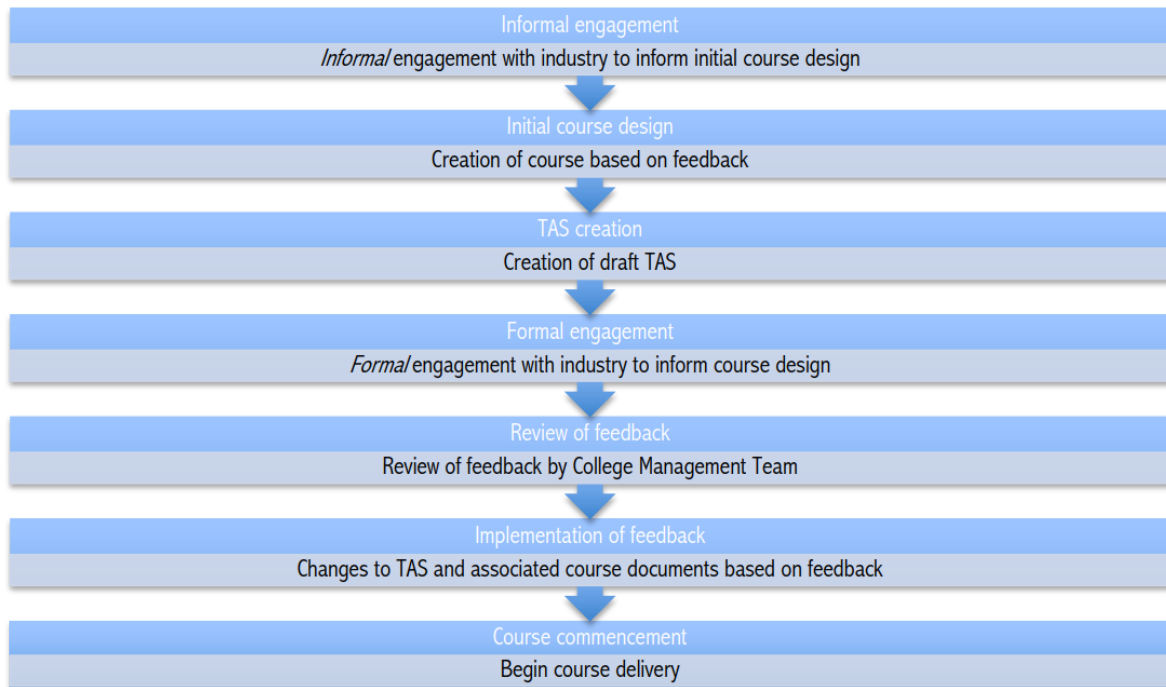 Informal engagement
Informal engagement with industry to inform initial course design
Initial course design
Creation of course based on feedback
TAS creation
Creation of draft TAS
Formal engagement
Formal engagement with industry to inform course design
Review of feedback
Review of feedback by College Management Team
Implementation of feedback
Changes to TAS and associated course documents based on feedback
Course commencement
Begin course delivery